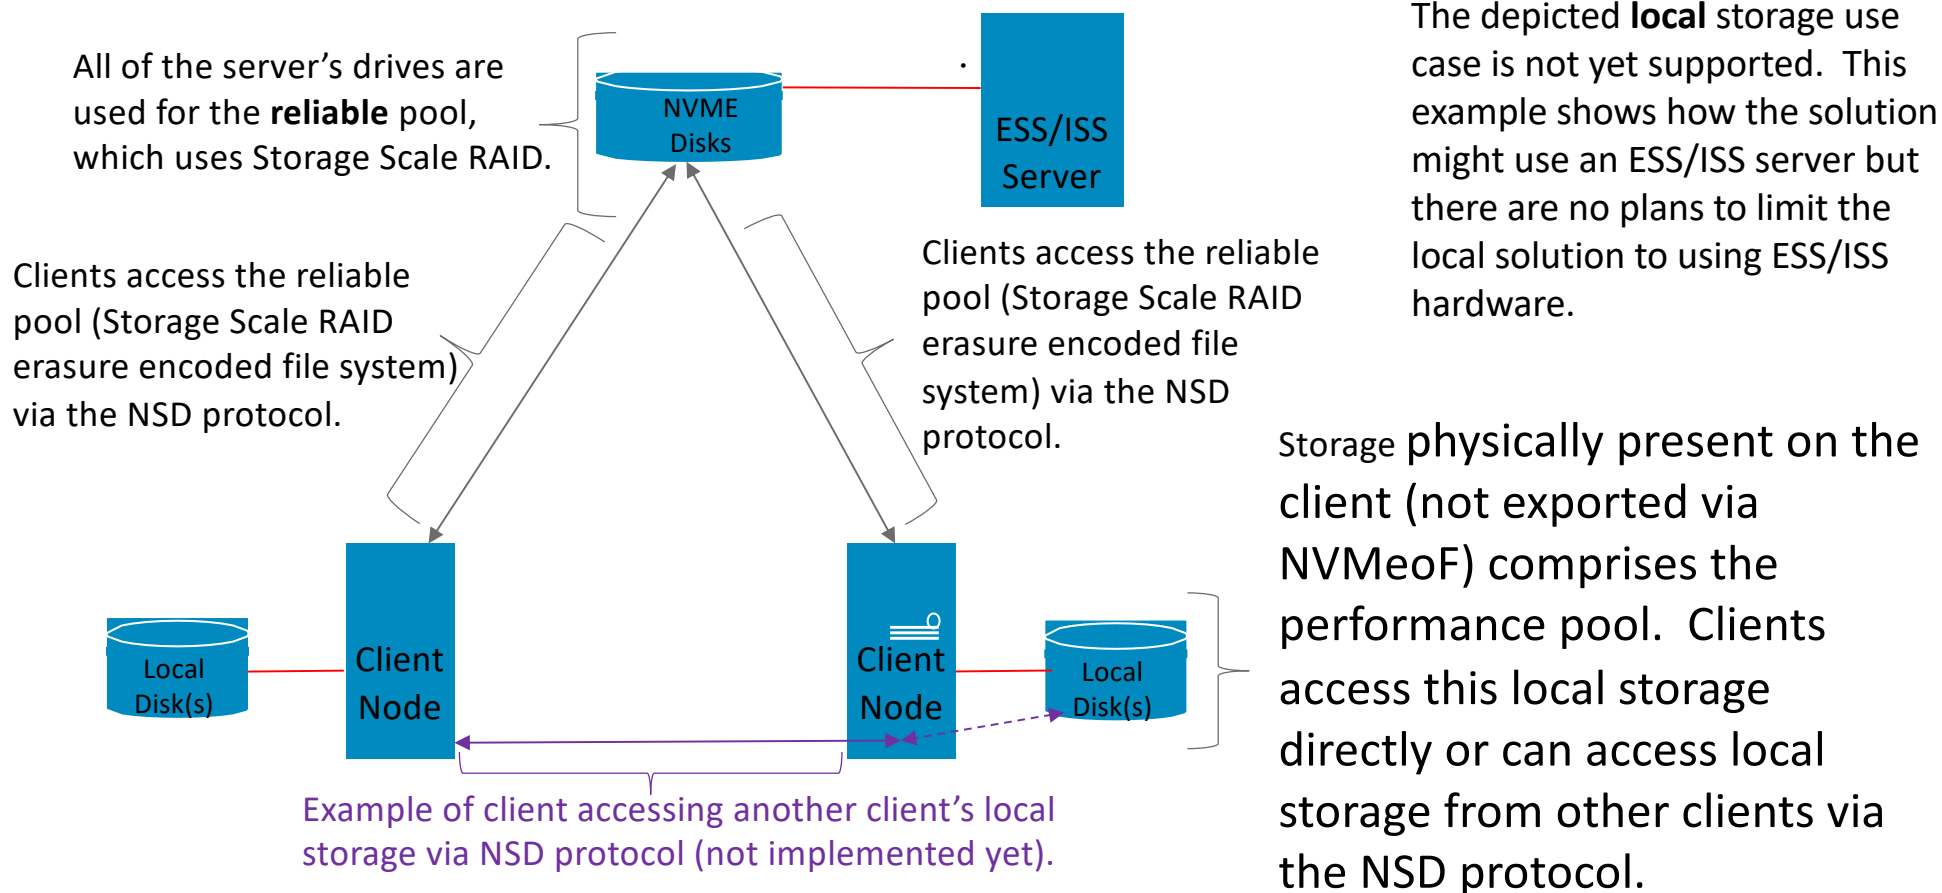 All of the server’s drives are
used for the reliable pool,
which uses Storage Scale RAID.
NVME
Disks
.
ESS/ISS
Server
The depicted local storage use
case is not yet supported.  This
example shows how the solution
might use an ESS/ISS server but
there are no plans to limit the
local solution to using ESS/ISS
hardware.
Clients access the reliable
pool (Storage Scale RAID
erasure encoded file system)
via the NSD protocol.
Clients access the reliable
pool (Storage Scale RAID
erasure encoded file
system) via the NSD
protocol.
Storage physically present on the
client (not exported via
NVMeoF) comprises the
performance pool.  Clients
access this local storage
directly or can access local
storage from other clients via
the NSD protocol.
Local
Disk(s)
Client
Node
Client
Node
Local
Disk(s)
Example of client accessing another client’s local
storage via NSD protocol (not implemented yet).